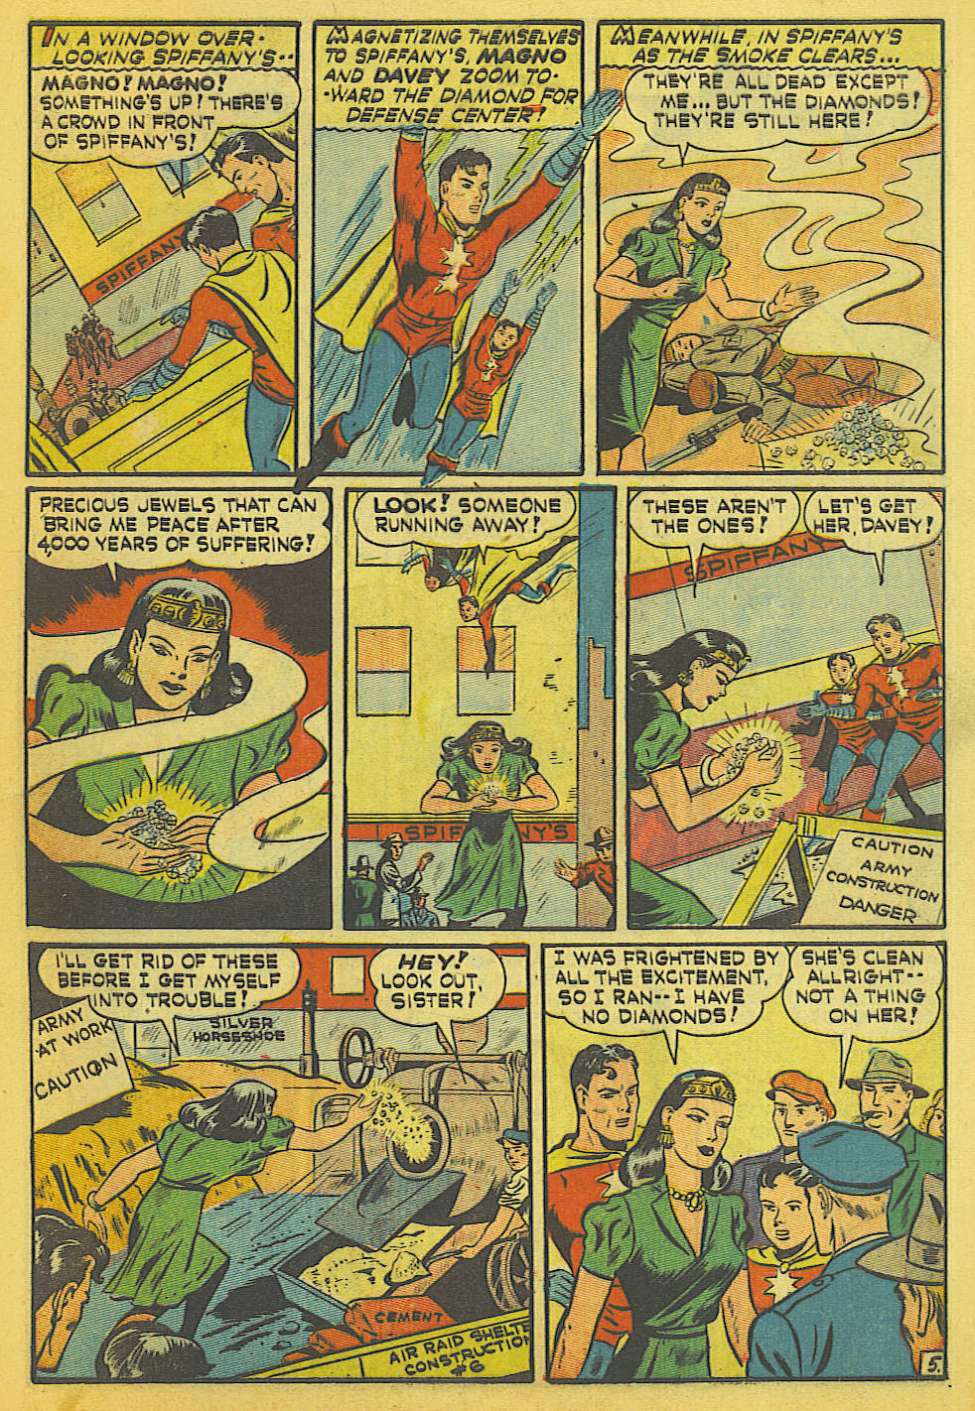 IN A WINDOW OVER-
LOOKING SPIFFANY'S--
MAGNO! MAGNO!
SOMETHING'S UP! THERE'S
A CROWD IN FRONT
OF SPIFFANY'S!
SPIFFANY
MAGNETIZING THEMSELVES
TO SPIFFANY'S, MAGNO
AND DAVEY ZOOM TO-
-WARD THE DIAMOND FOR
DEFENSE CENTER!
MEANWHILE, IN SPIFFANY'S
AS THE SMOKE CLEARS...
THEY'RE ALL DEAD EXCEPT
ME... BUT THE DIAMONDS!
THEY'RE STILL HERE!
PRECIOUS JEWELS THAT CAN
BRING ME PEACE AFTER
4,000 YEARS OF SUFFERING!
LOOK! SOMEONE
RUNNING AWAY!
SPIFFANY'S
THESE AREN'T
THE ONES!
LET'S GET
HER, DAVEY!
SPIFFANY
CAUTION
ARMY
CONSTRUCTION
DANGER
I'LL GET RID OF THESE
BEFORE I GET MYSELF
INTO TROUBLE!
HEY!
LOOK OUT,
SISTER!
ARMY
AT WORK
CAUTION
SILVER
HORSESHOE
CEMENT
AIR RAID SHELTE
CONSTRUCTION
#6
I WAS FRIGHTENED BY
ALL THE EXCITEMENT,
SO I RAN--I HAVE
NO DIAMONDS!
SHE'S CLEAN
ALLRIGHT--
NOT A THING
ON HER!
5.